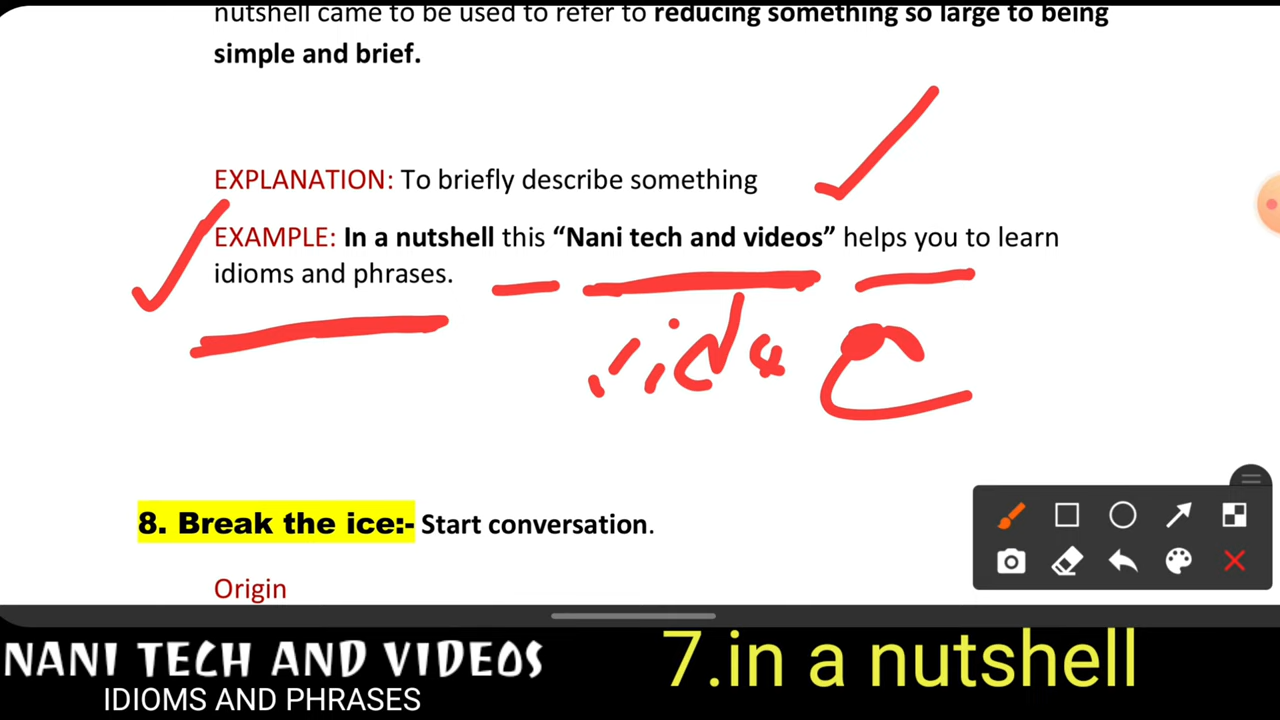 nutshell came to be used to refer to reducing something so large to being
simple and brief.
EXPLANATION: To briefly describe something
EXAMPLE: In a nutshell this “Nani tech and videos” helps you to learn
idioms and phrases.
8. Break the ice:- Start conversation.
Origin
NANI TECH AND VIDEOS
IDIOMS AND PHRASES
7.in a nutshell